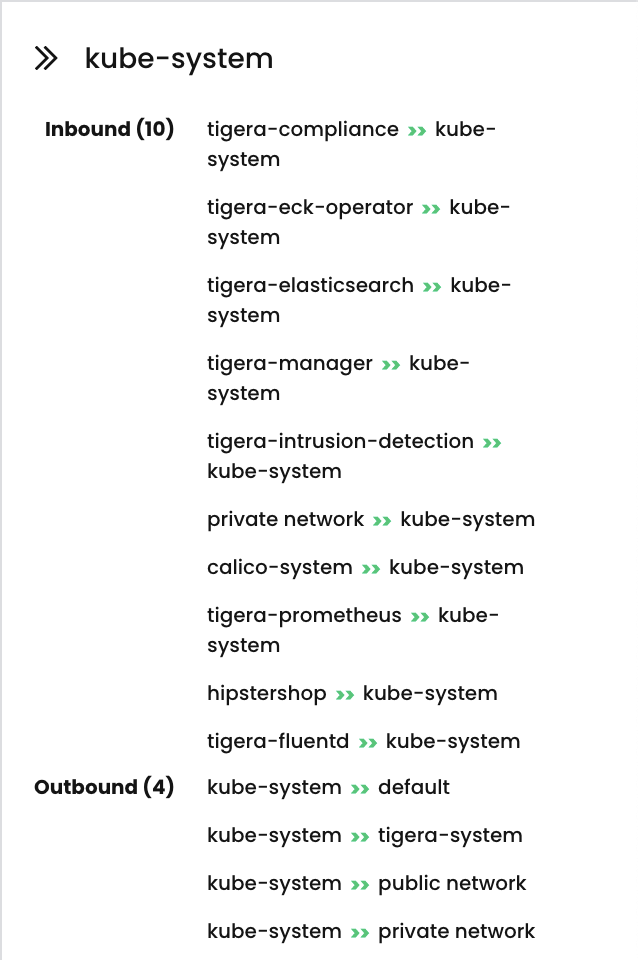 kube-system
Inbound (10)
tigera-compliance »» kube-
system
tigera-eck-operator »» kube-
system
tigera-elasticsearch »» kube-
system
tigera-manager »» kube-
system
tigera-intrusion-detection »»
kube-system
private network »» kube-system
calico-system »» kube-system
tigera-prometheus »» kube-
system
hipstershop »» kube-system
tigera-fluentd »» kube-system
Outbound (4)
kube-system »» default
kube-system »» tigera-system
kube-system »» public network
kube-system »» private network